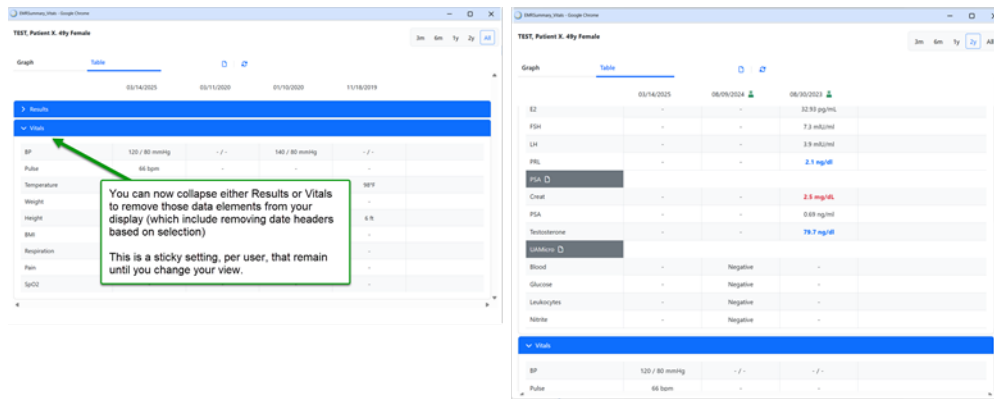 EMRSummary_Vitals - Google Chrome
TEST, Patient X. 49y Female
3m 6m 1y 2y All
Graph Table
03/14/2025 03/11/2020 01/10/2020 11/18/2019
Results
Vitals
BP 120 / 80 mmHg - / - 140 / 80 mmHg - / -
Pulse 66 bpm - - -
Temperature 98°F
Weight -
Height 6 ft
BMI -
Respiration -
Pain -
SpO2 - - - -
You can now collapse either Results or Vitals
to remove those data elements from your
display (which include removing date headers
based on selection)
This is a sticky setting, per user, that remain
until you change your view.
EMRSummary_Vitals - Google Chrome
TEST, Patient X. 49y Female
3m 6m 1y 2y All
Graph Table
03/14/2025 08/09/2024 08/30/2023
E2 - - 32.93 pg/mL
FSH - - 7.3 mIU/ml
LH - - 3.9 mIU/ml
PRL - - 2.1 ng/dl
PSA
Creat - - 2.5 mg/dL
PSA - - 0.69 ng/ml
Testosterone - - 79.7 ng/dl
UAMicro
Blood - Negative -
Glucose - Negative -
Leukocytes - Negative -
Nitrite - Negative -
Vitals
BP 120 / 80 mmHg - / - - / -
Pulse 66 bpm - -